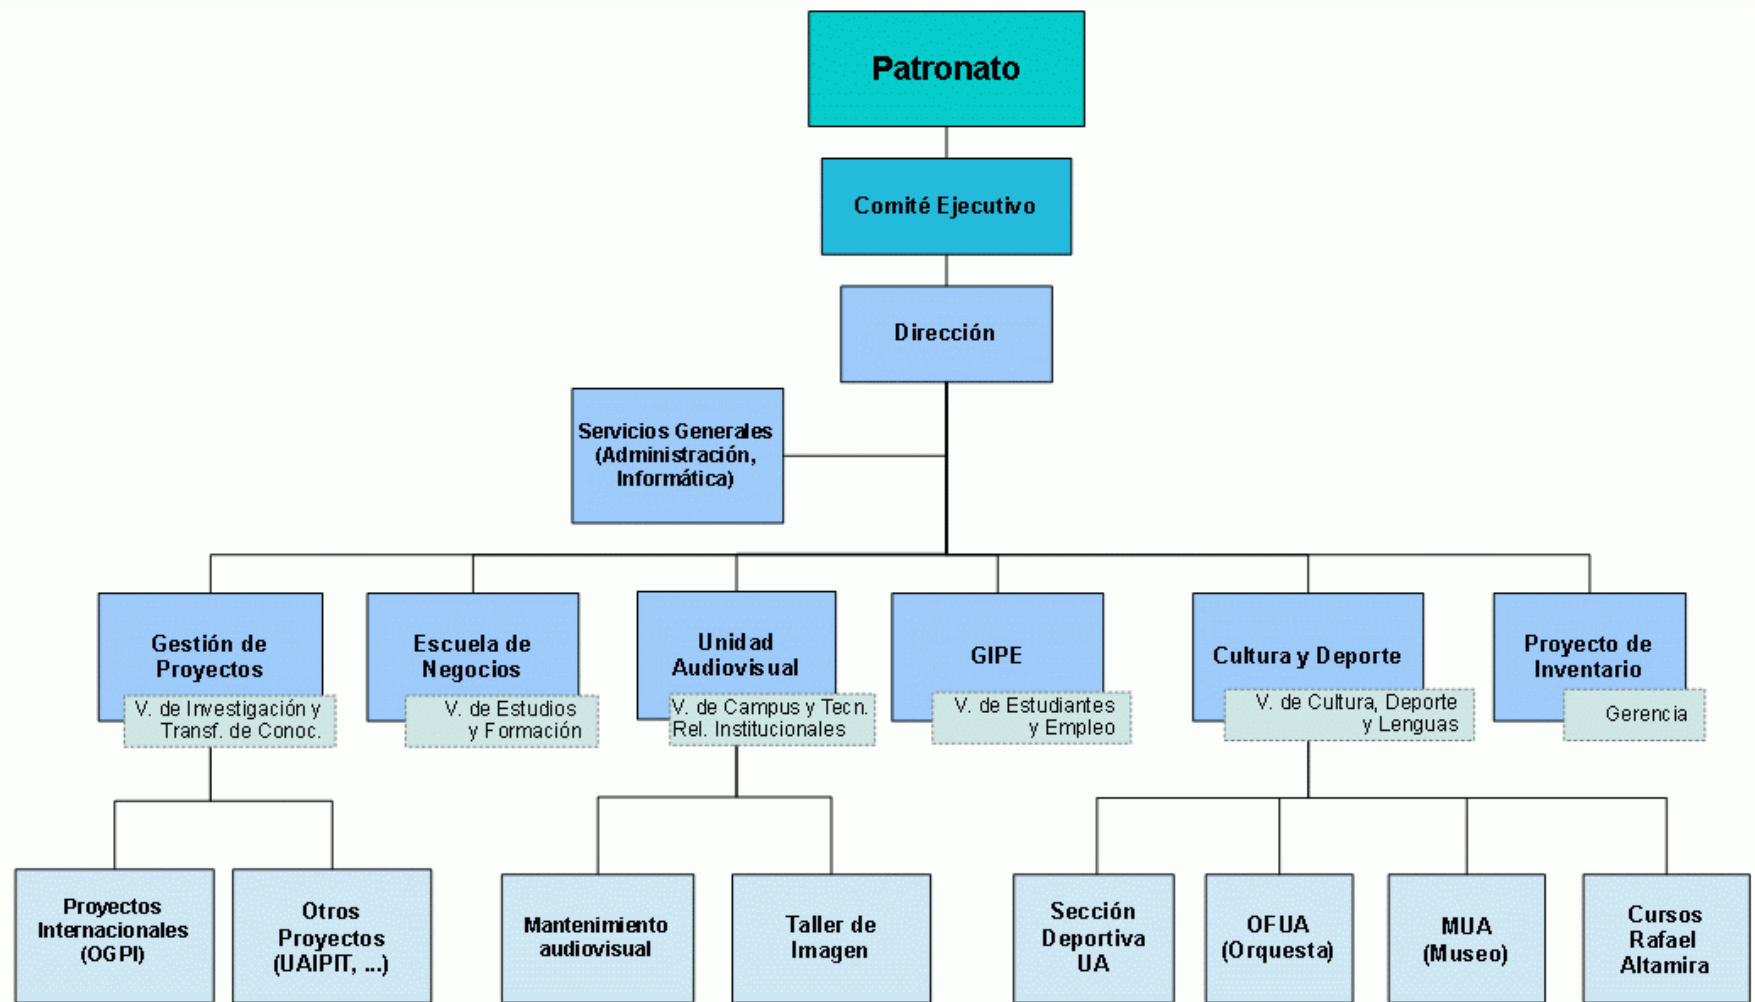 Patronato
Comité Ejecutivo
Dirección
Servicios Generales
(Administración,
Informática)
Gestión de
Proyectos
V. de Investigación y
Transf. de Conoc.
Escuela de
Negocios
V. de Estudios
y Formación
Unidad
Audiovisual
V. de Campus y Tecn.
Rel. Institucionales
GIPE
V. de Estudiantes
y Empleo
Cultura y Deporte
V. de Cultura, Deporte
y Lenguas
Proyecto de
Inventario
Gerencia
Proyectos
Internacionales
(OGPI)
Otros
Proyectos
(UAIPIT, ...)
Mantenimiento
audiovisual
Taller de
Imagen
Sección
Deportiva
UA
OFUA
(Orquesta)
MUA
(Museo)
Cursos
Rafael
Altamira